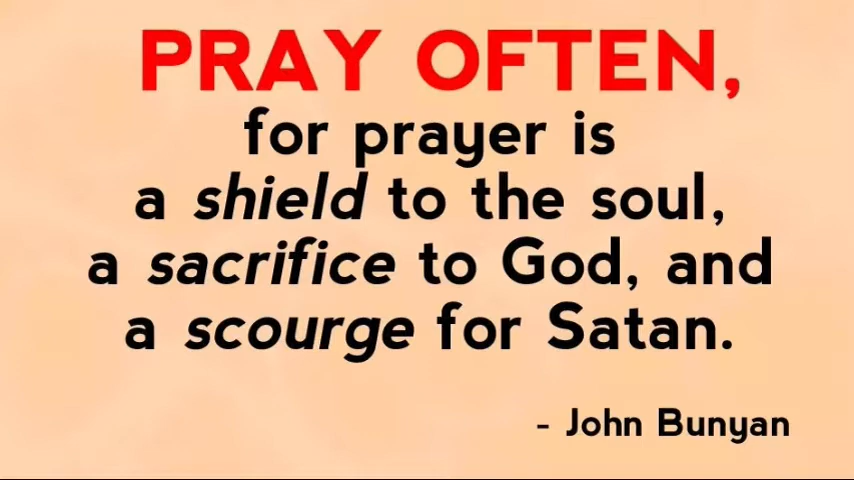 PRAY OFTEN,
for prayer is
a shield to the soul,
a sacrifice to God, and
a scourge for Satan.
- John Bunyan